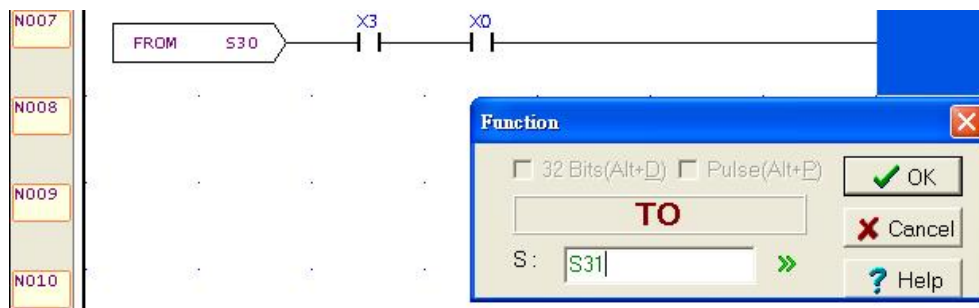 N007
X3 X0
FROM S30
N008
Function
32 Bits(Alt+D) Pulse(Alt+P)
OK
N009
TO
Cancel
S: S31
Help
N010